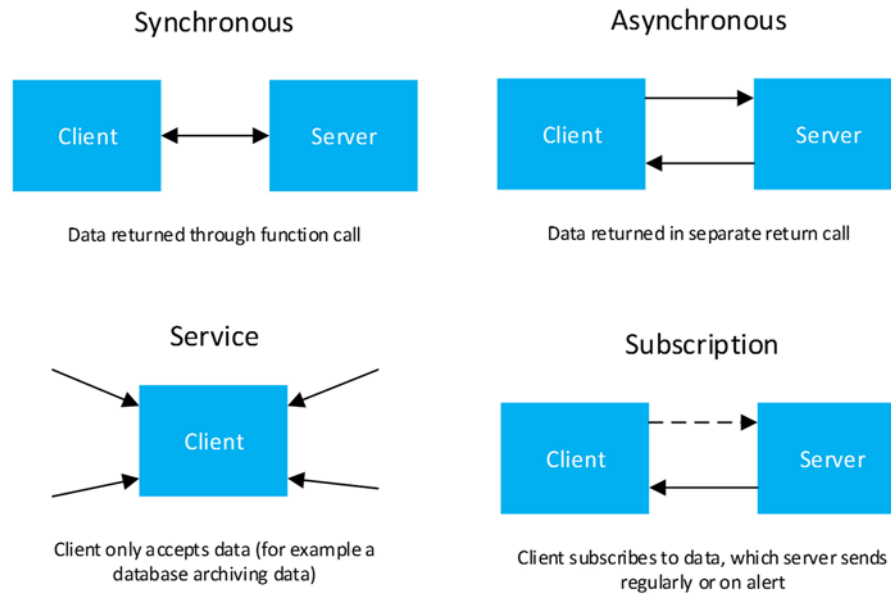 Synchronous
Asynchronous
Client
Server
Client
Server
Data returned through function call
Data returned in separate return call
Service
Subscription
Client
Client
Server
Client only accepts data (for example a
database archiving data)
Client subscribes to data, which server sends
regularly or on alert